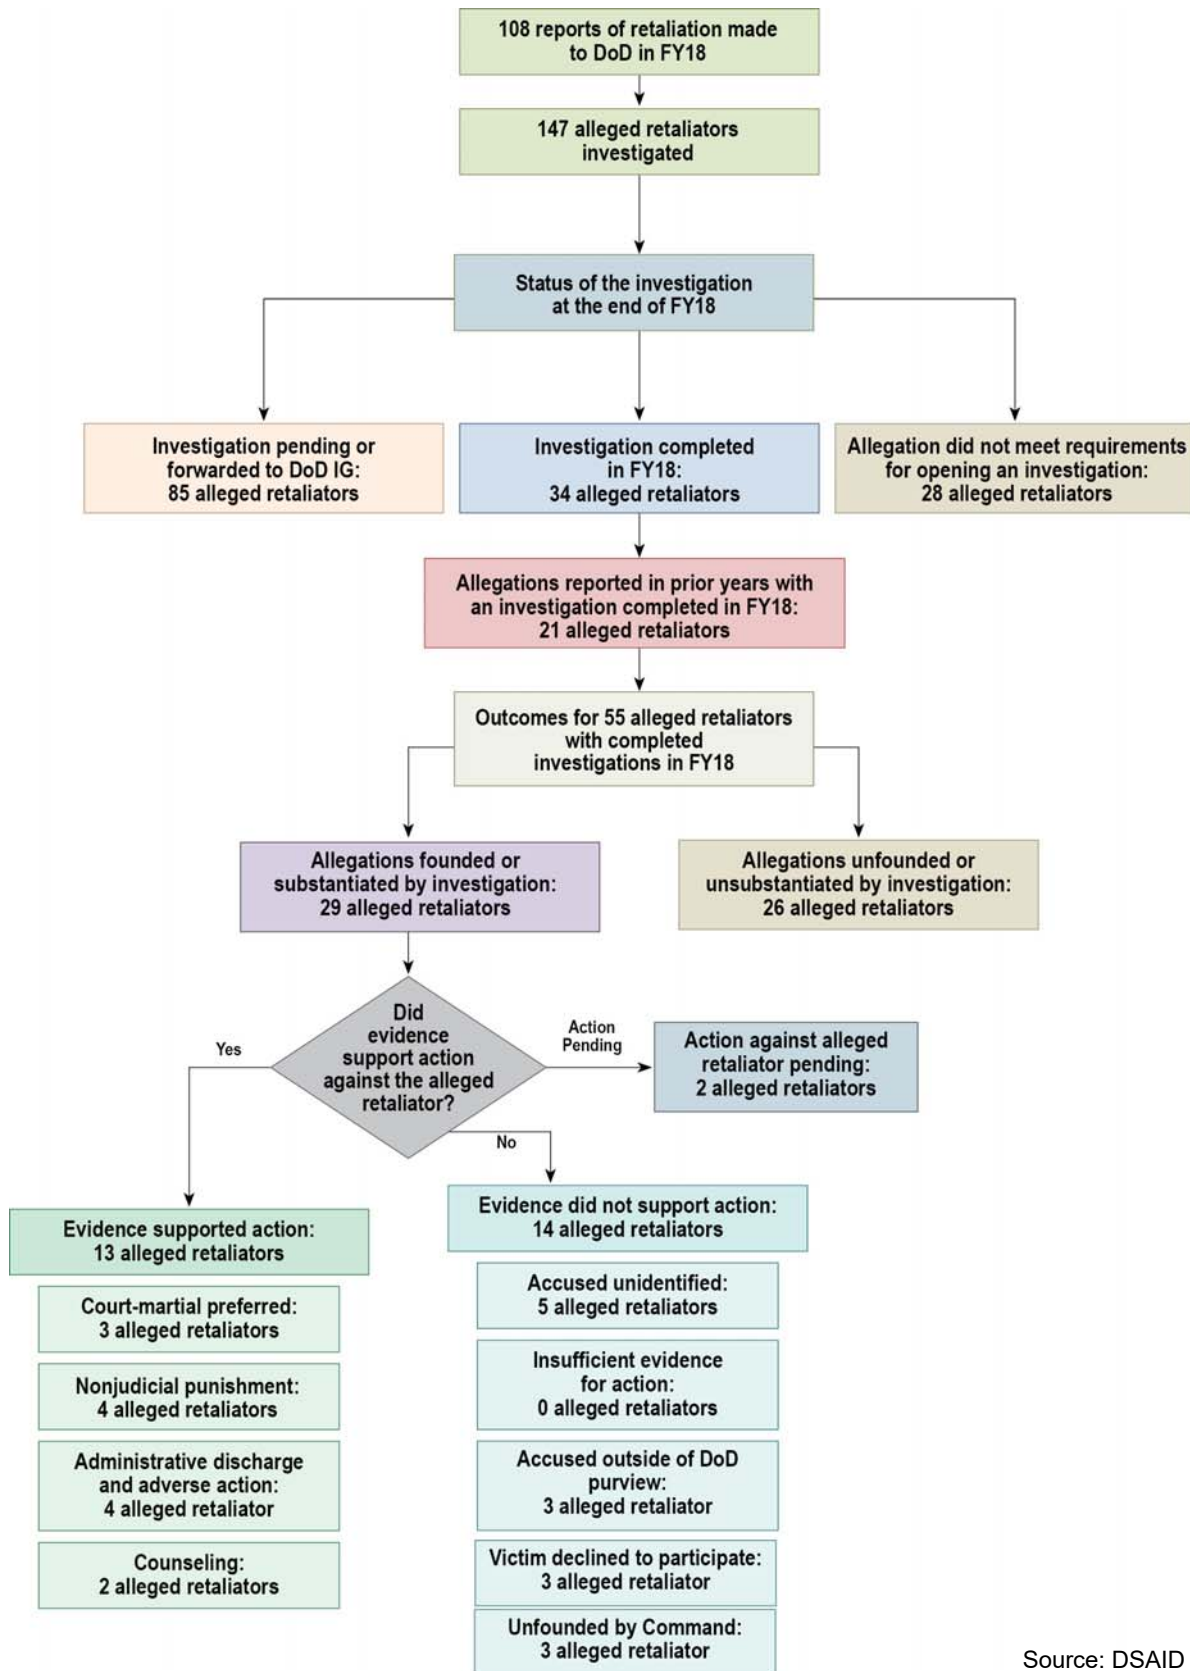 108 reports of retaliation made
to DoD in FY18
147 alleged retaliators
investigated
Status of the investigation
at the end of FY18
Investigation pending or
forwarded to DoD IG:
85 alleged retaliators
Investigation completed
in FY18:
34 alleged retaliators
Allegation did not meet requirements
for opening an investigation:
28 alleged retaliators
Allegations reported in prior years with
an investigation completed in FY18:
21 alleged retaliators
Outcomes for 55 alleged retaliators
with completed
investigations in FY18
Allegations founded or
substantiated by investigation:
29 alleged retaliators
Allegations unfounded or
unsubstantiated by investigation:
26 alleged retaliators
Did
evidence
support action
against the alleged
retaliator?
Yes
Action
Pending
No
Action against alleged
retaliator pending:
2 alleged retaliators
Evidence supported action:
13 alleged retaliators
Court-martial preferred:
3 alleged retaliators
Nonjudicial punishment:
4 alleged retaliators
Administrative discharge
and adverse action:
4 alleged retaliator
Counseling:
2 alleged retaliators
Evidence did not support action:
14 alleged retaliators
Accused unidentified:
5 alleged retaliators
Insufficient evidence
for action:
0 alleged retaliators
Accused outside of DoD
purview:
3 alleged retaliator
Victim declined to participate:
3 alleged retaliator
Unfounded by Command:
3 alleged retaliator
Source: DSAID